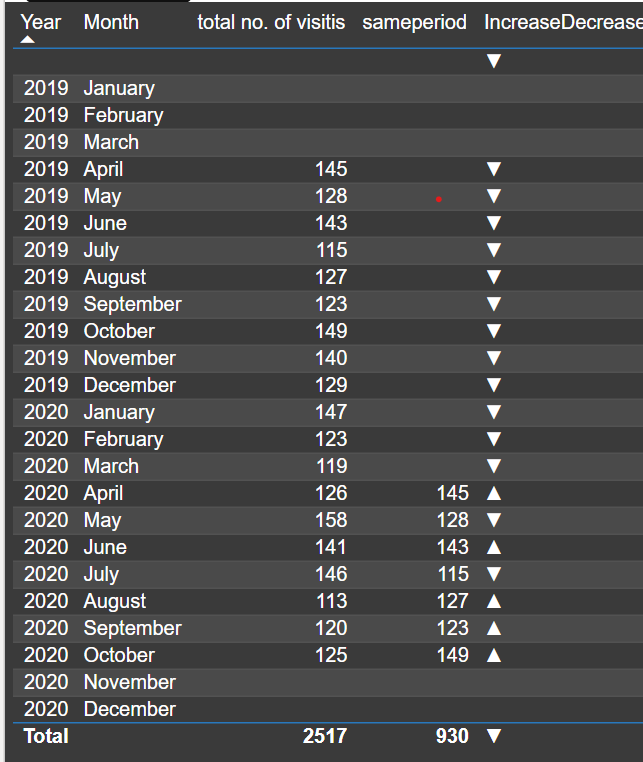 Year Month total no. of visitis sameperiod IncreaseDecrease
▼
2019 January
2019 February
2019 March
2019 April 145 ▼
2019 May 128 ▼
2019 June 143 ▼
2019 July 115 ▼
2019 August 127 ▼
2019 September 123 ▼
2019 October 149 ▼
2019 November 140 ▼
2019 December 129 ▼
2020 January 147 ▼
2020 February 123 ▼
2020 March 119 ▼
2020 April 126 145 ▲
2020 May 158 128 ▼
2020 June 141 143 ▲
2020 July 146 115 ▼
2020 August 113 127 ▲
2020 September 120 123 ▲
2020 October 125 149 ▲
2020 November
2020 December
Total 2517 930 ▼